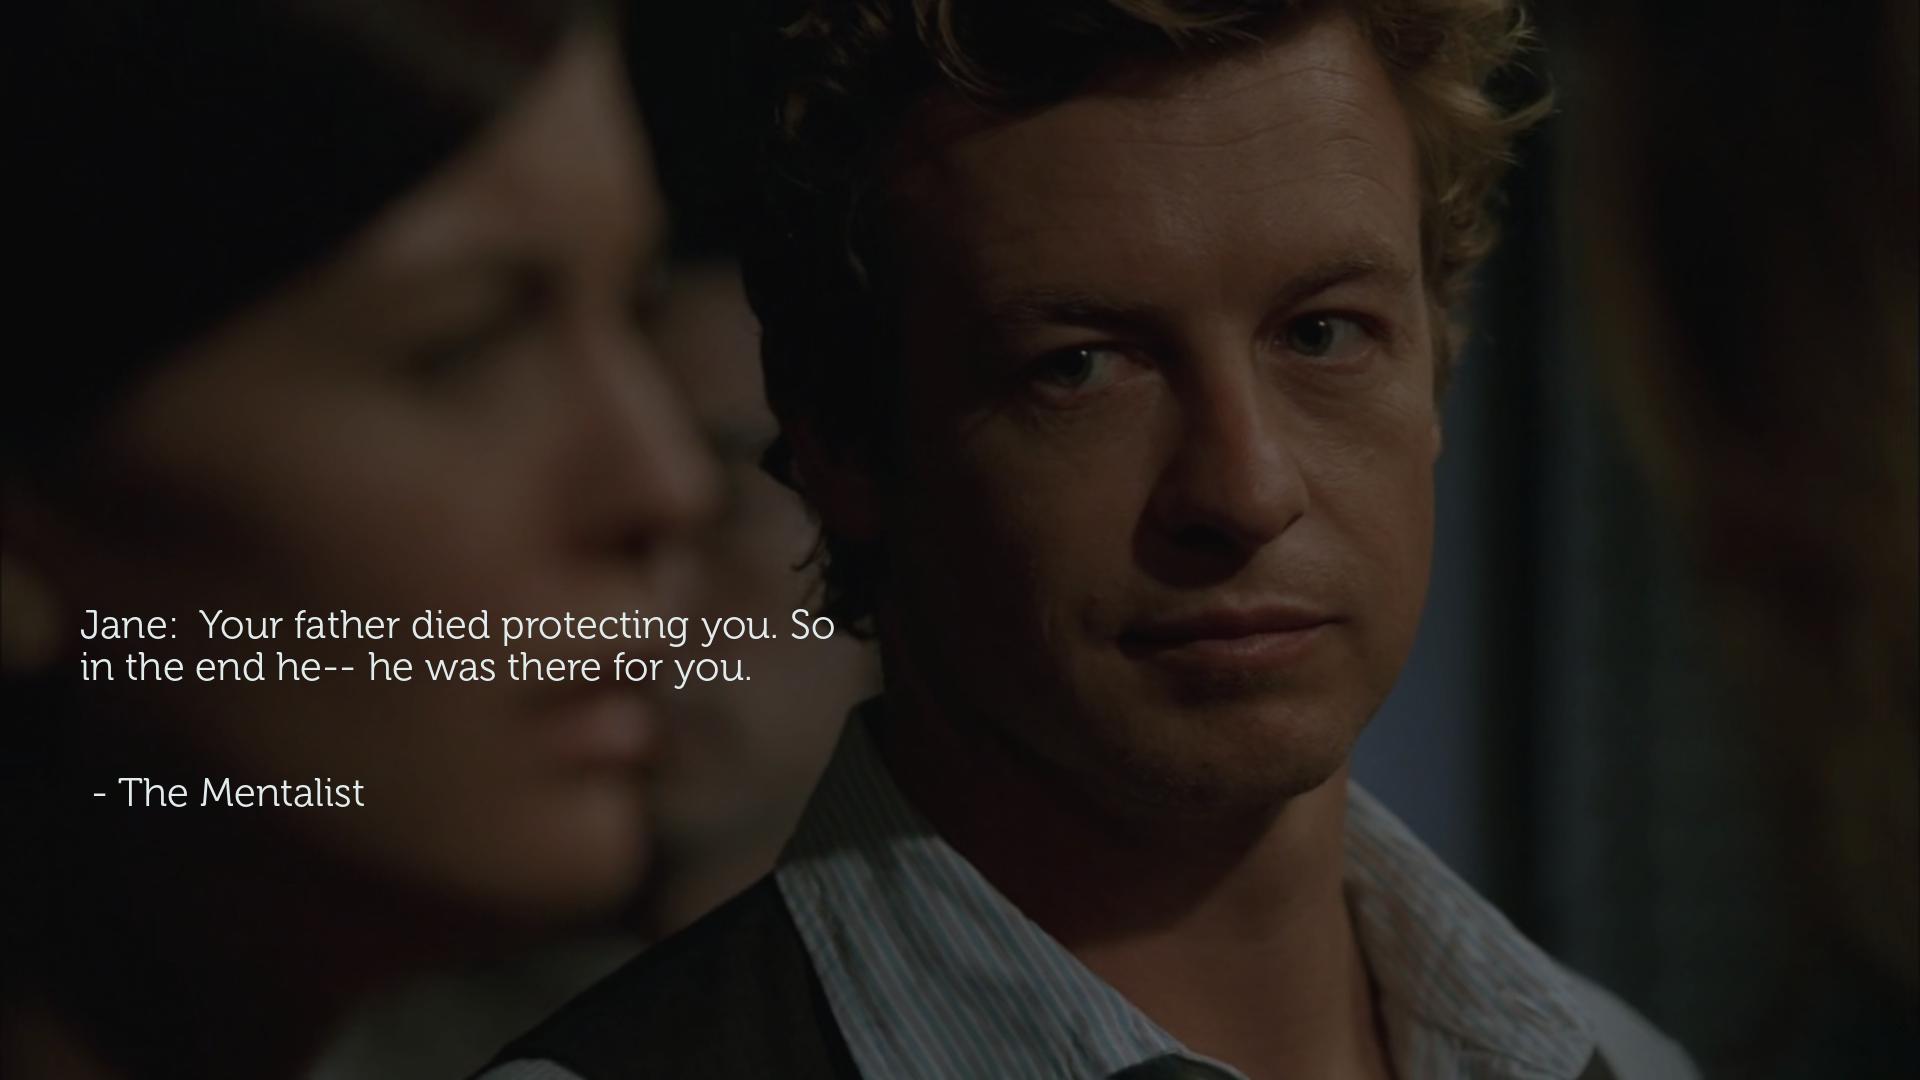 Jane:  Your father died protecting you. So
in the end he-- he was there for you.
- The Mentalist